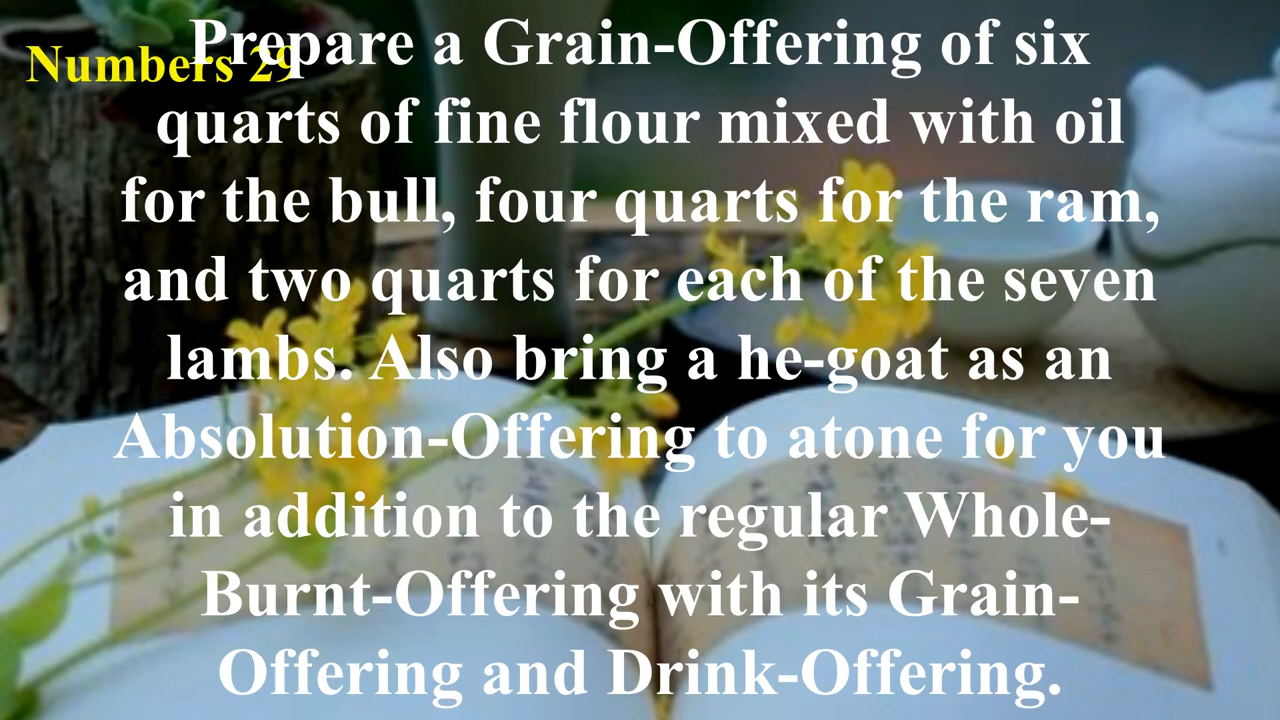 Numbers 29
Prepare a Grain-Offering of six
quarts of fine flour mixed with oil
for the bull, four quarts for the ram,
and two quarts for each of the seven
lambs. Also bring a he-goat as an
Absolution-Offering to atone for you
in addition to the regular Whole-
Burnt-Offering with its Grain-
Offering and Drink-Offering.